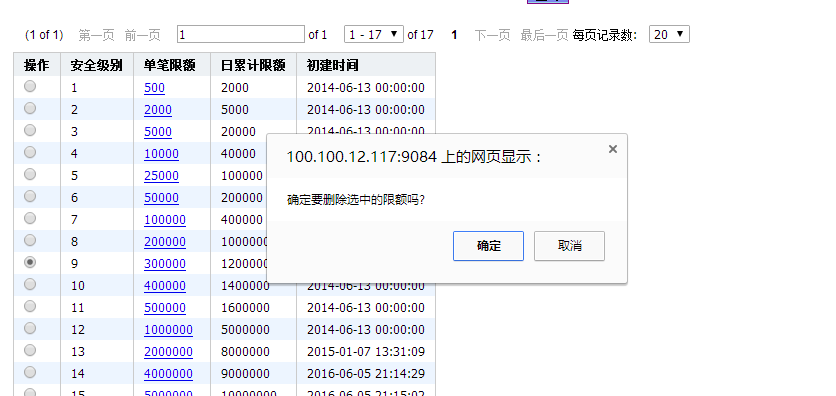 (1 of 1) 第一页 前一页 1 of 1 1 - 17 of 17 1 下一页 最后一页 每页记录数： 20
操作 安全级别 单笔限额 日累计限额 初建时间
1 500 2000 2014-06-13 00:00:00
2 2000 5000 2014-06-13 00:00:00
3 5000 20000 2014-06-13 00:00:00
4 10000 40000
5 25000 100000
6 50000 200000
7 100000 400000
8 200000 1000000
9 300000 1200000
10 400000 1400000 2014-06-13 00:00:00
11 500000 1600000 2014-06-13 00:00:00
12 1000000 5000000 2014-06-13 00:00:00
13 2000000 8000000 2015-01-07 13:31:09
14 4000000 9000000 2016-06-05 21:14:29
15 5000000 10000000 2016-06-05 21:15:02
100.100.12.117:9084 上的网页显示：
确定要删除选中的限额吗?
确定 取消